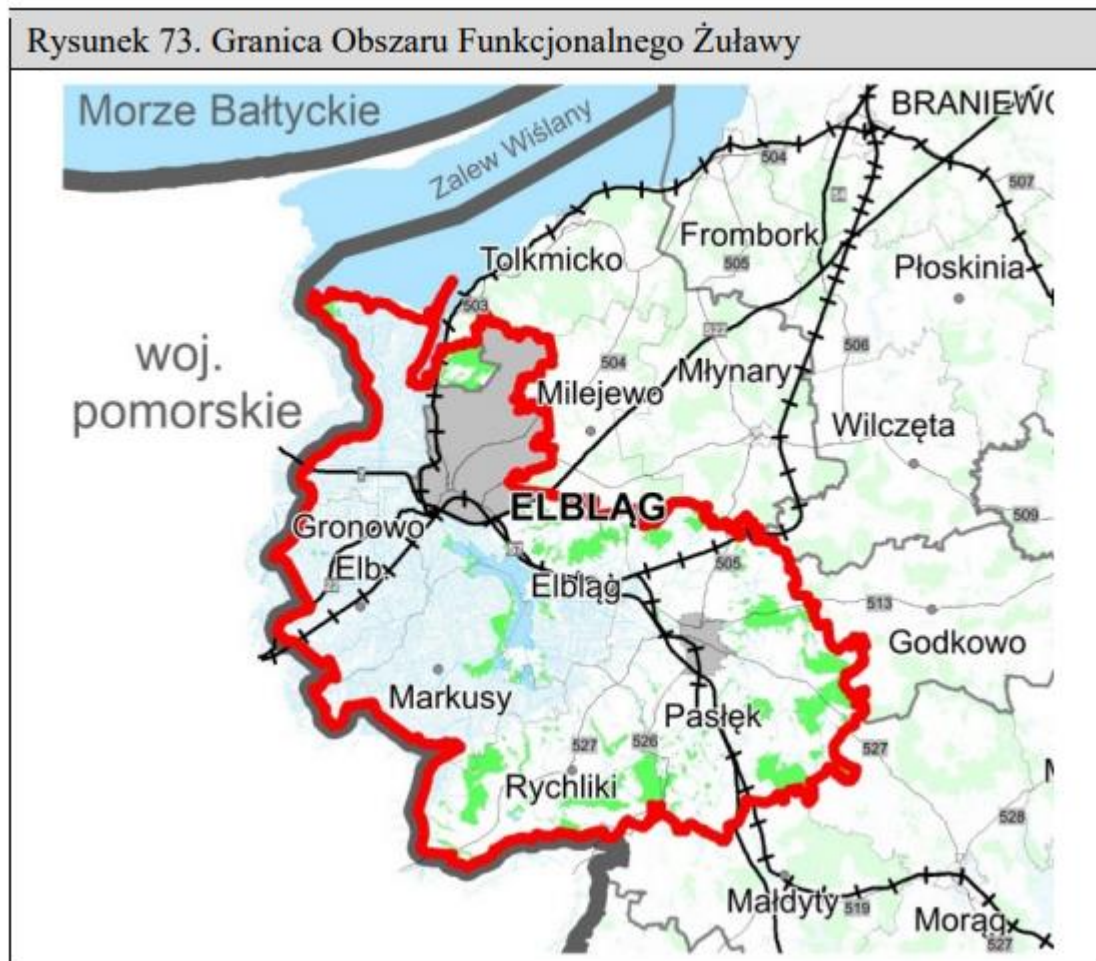 Rysunek 73. Granica Obszaru Funkcjonalnego Żuławy
Morze Bałtyckie
BRANIEWO
Zalew Wiślany
504
507
Frombork
Tolkmicko
505
Płoskinia
503
woj.
pomorskie
504
506
Młynary
Milejewo
Wilczęta
ELBLĄG
509
Gronowo
Elb.
Elbląg
505
513
Godkowo
Markusy
Pasłęk
527
526
527
Rychliki
528
Małdyty
519
Morąg
527